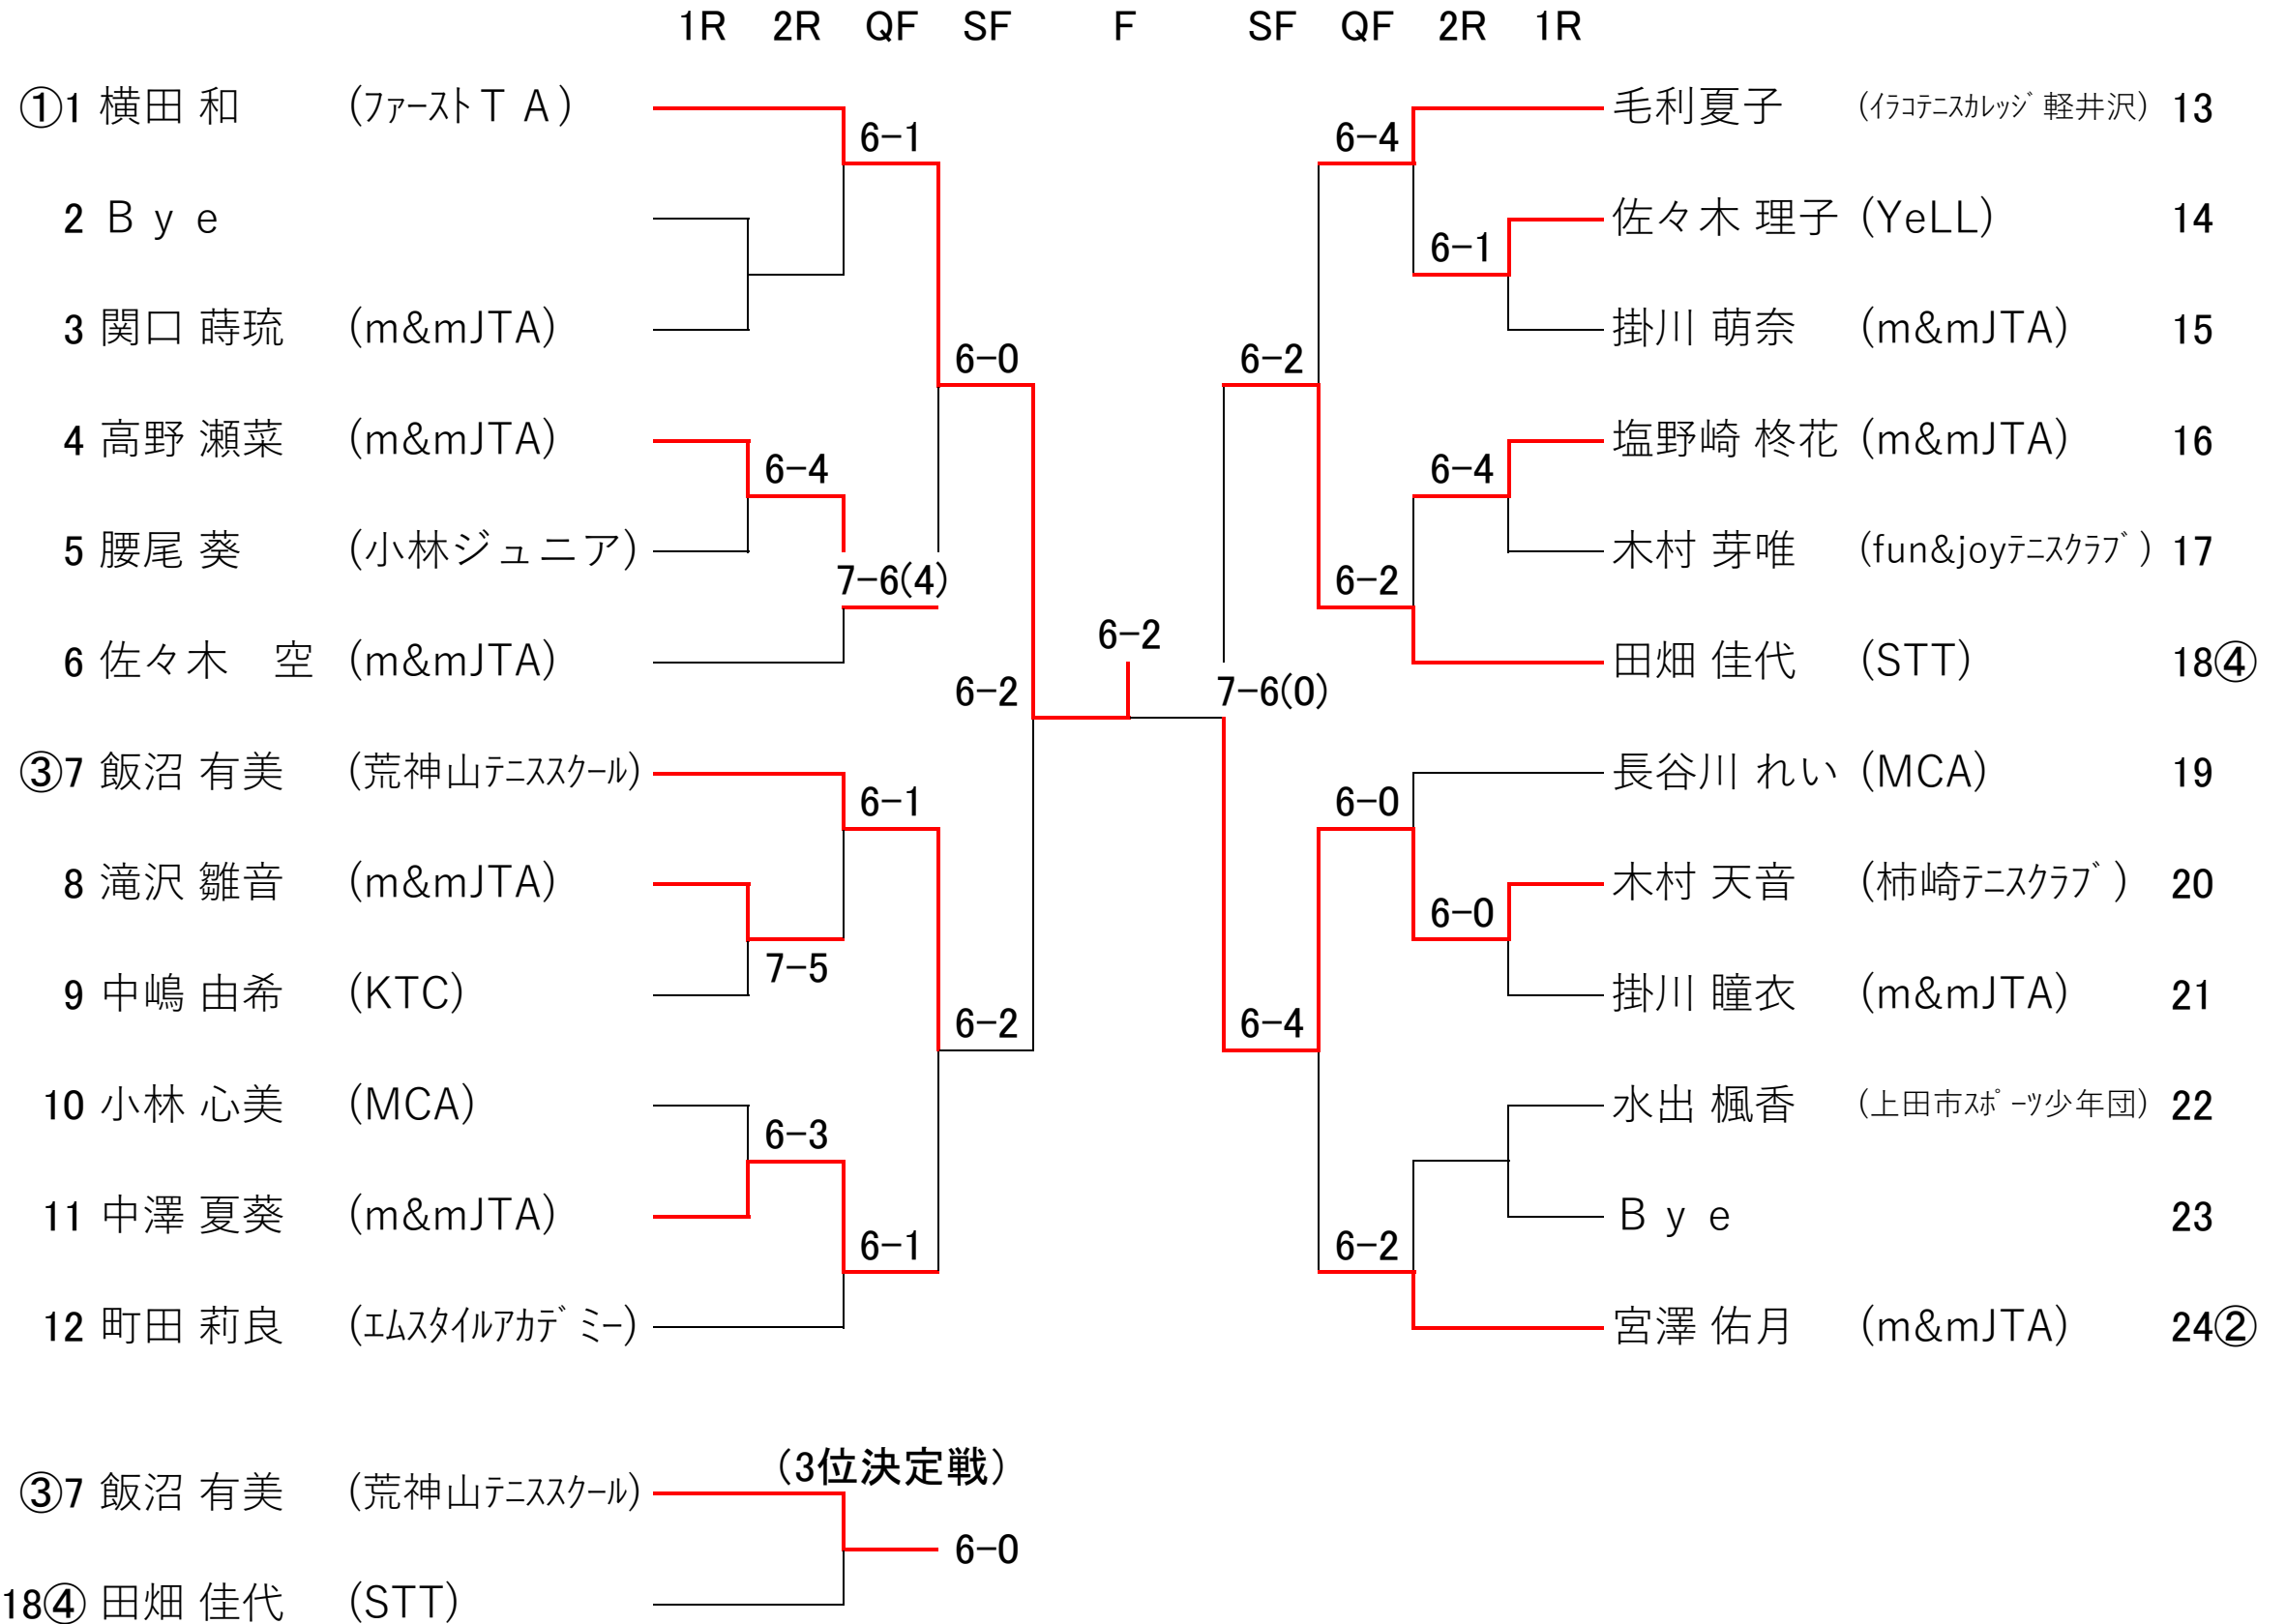 1R 2R QF SF F SF QF 2R 1R
①1 横田 和 (ファーストＴＡ) 毛利夏子 (イラコテニスカレッジ軽井沢) 13
6-1 6-4
2 Ｂｙｅ 佐々木 理子 (YeLL) 14
6-1
3 関口 蒔琉 (m&mJTA) 掛川 萌奈 (m&mJTA) 15
6-0 6-2
4 高野 瀬菜 (m&mJTA) 塩野崎 柊花 (m&mJTA) 16
6-4 6-4
5 腰尾 葵 (小林ジュニア) 木村 芽唯 (fun&joyテニスクラブ) 17
7-6(4) 6-2
6-2
6 佐々木　空 (m&mJTA) 田畑 佳代 (STT) 18④
6-2 7-6(0)
③7 飯沼 有美 (荒神山テニススクール) 長谷川 れい (MCA) 19
6-1 6-0
8 滝沢 雛音 (m&mJTA) 木村 天音 (柿崎テニスクラブ) 20
6-0
7-5
9 中嶋 由希 (KTC) 掛川 瞳衣 (m&mJTA) 21
6-2 6-4
10 小林 心美 (MCA) 水出 楓香 (上田市スポーツ少年団) 22
6-3
11 中澤 夏葵 (m&mJTA) Ｂｙｅ 23
6-1 6-2
12 町田 莉良 (エムスタイルアカデミー) 宮澤 佑月 (m&mJTA) 24②
(3位決定戦)
③7 飯沼 有美 (荒神山テニススクール)
6-0
18④ 田畑 佳代 (STT)